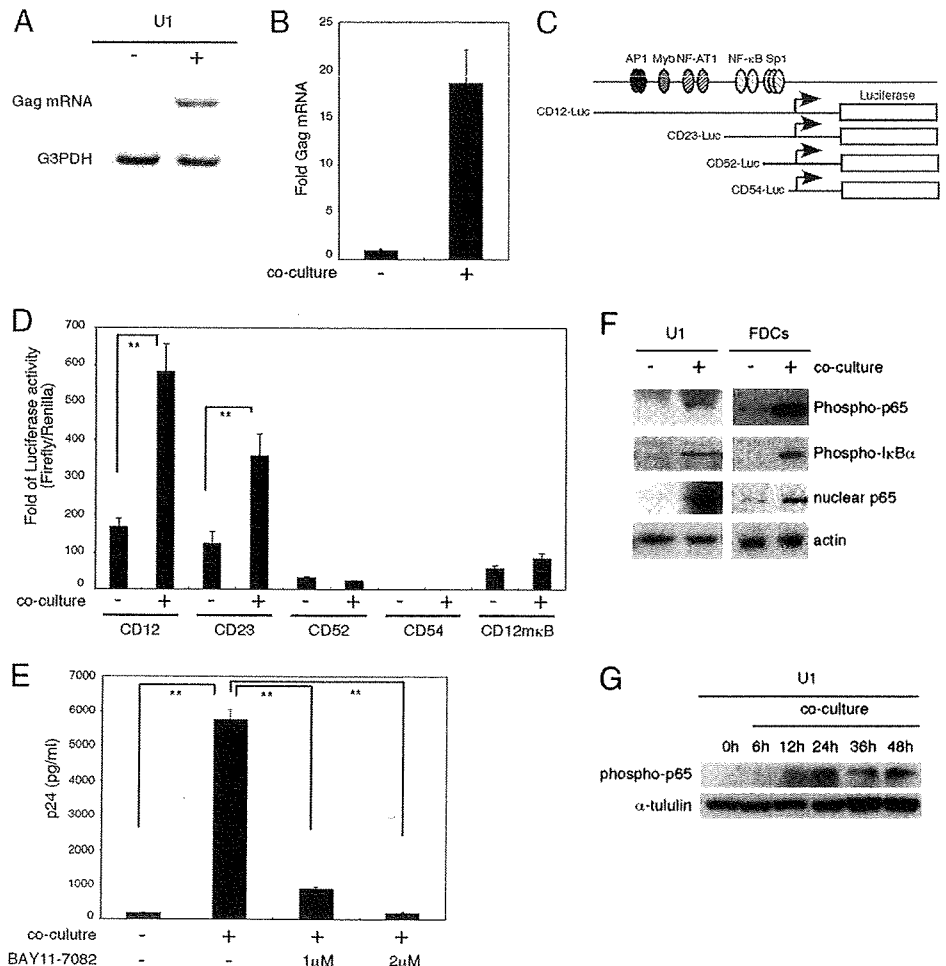 A
U1
- +
Gag mRNA
G3PDH
B
Fold Gag mRNA
25
20
15
10
5
0
co-culture - +
C
AP1 Myb NF-AT1 NF-κB Sp1
Luciferase
CD12-Luc
CD23-Luc
CD52-Luc
CD54-Luc
D
Fold of Luciferase activity
(Firefly/Renilla)
700
600
500
400
300
200
100
0
**
**
co-culture - + - + - + - + - +
CD12 CD23 CD52 CD54 CD12mκB
E
p24 (pg/ml)
7000
6000
5000
4000
3000
2000
1000
0
** ** **
co-culutre - + + +
BAY11-7082 - - 1μM 2μM
F
U1 FDCs
- + - + co-culture
Phospho-p65
Phospho-IκBα
nuclear p65
actin
G
U1
co-culture
0h 6h 12h 24h 36h 48h
phospho-p65
α-tululin